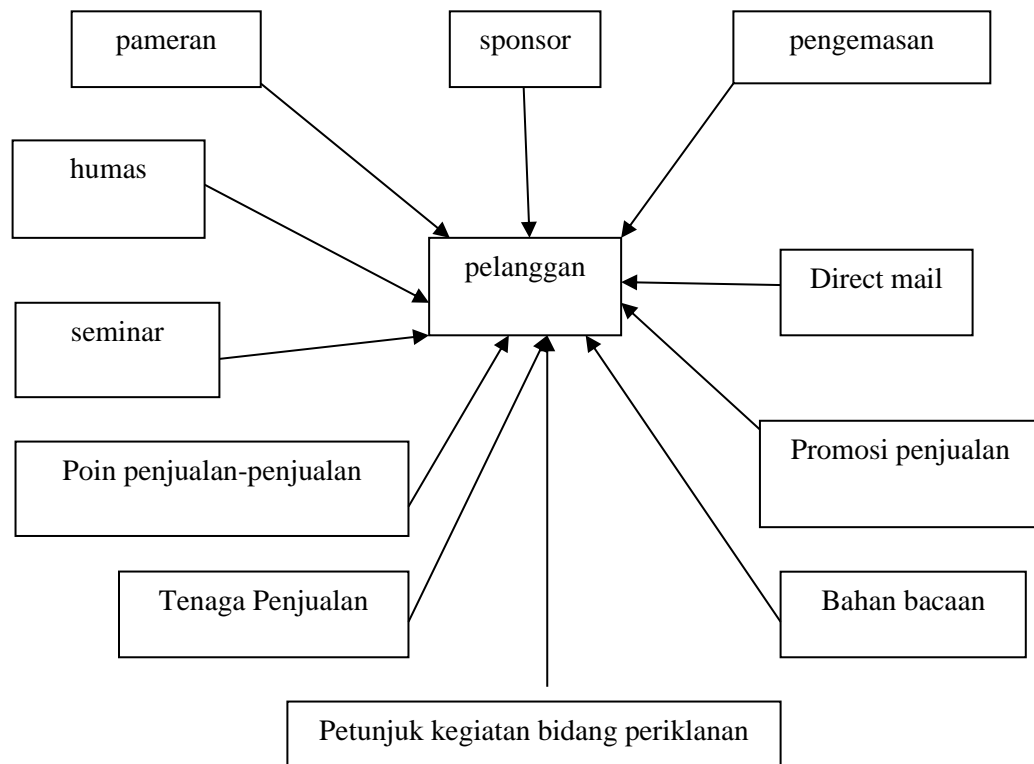 pameran
sponsor
pengemasan
humas
pelanggan
Direct mail
seminar
Poin penjualan-penjualan
Promosi penjualan
Tenaga Penjualan
Bahan bacaan
Petunjuk kegiatan bidang periklanan